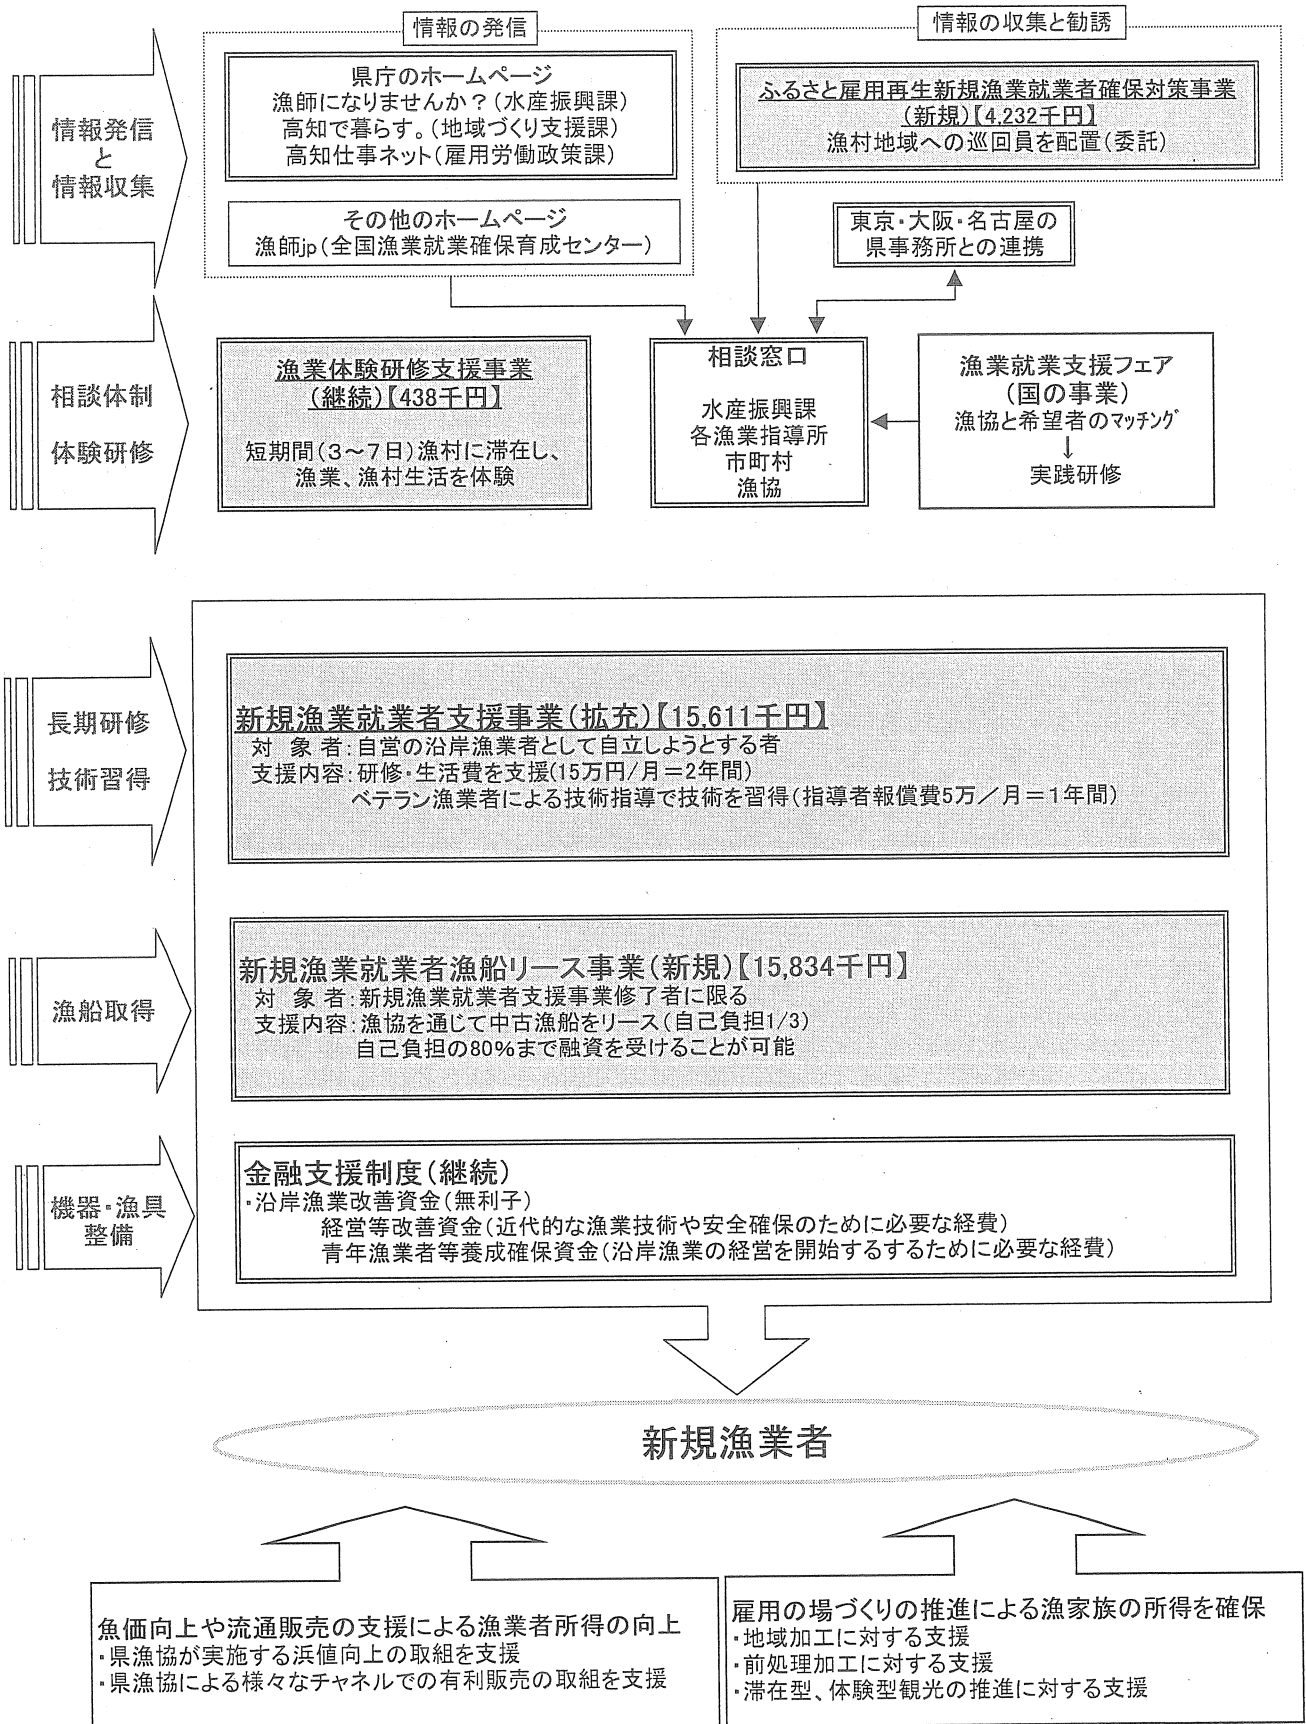 情報発信
と
情報収集
情報の発信
県庁のホームページ
漁師になりませんか?(水産振興課)
高知で暮らす。(地域づくり支援課)
高知仕事ネット(雇用労働政策課)
その他のホームページ
漁師jp(全国漁業就業確保育成センター)
情報の収集と勧誘
ふるさと雇用再生新規漁業就業者確保対策事業
(新規)【4,232千円】
漁村地域への巡回員を配置(委託)
東京・大阪・名古屋の
県事務所との連携
相談体制
体験研修
漁業体験研修支援事業
(継続)【438千円】
短期間(3~7日)漁村に滞在し、
漁業、漁村生活を体験
相談窓口
水産振興課
各漁業指導所
市町村
漁協
漁業就業支援フェア
(国の事業)
漁協と希望者のマッチング
↓
実践研修
長期研修
技術習得
新規漁業就業者支援事業(拡充)【15,611千円】
対 象 者:自営の沿岸漁業者として自立しようとする者
支援内容:研修・生活費を支援(15万円/月=2年間)
ベテラン漁業者による技術指導で技術を習得(指導者報償費5万/月=1年間)
漁船取得
新規漁業就業者漁船リース事業(新規)【15,834千円】
対 象 者:新規漁業就業者支援事業修了者に限る
支援内容:漁協を通じて中古漁船をリース(自己負担1/3)
自己負担の80%まで融資を受けることが可能
機器・漁具
整備
金融支援制度(継続)
・沿岸漁業改善資金(無利子)
経営等改善資金(近代的な漁業技術や安全確保のために必要な経費)
青年漁業者等養成確保資金(沿岸漁業の経営を開始するするために必要な経費)
新規漁業者
魚価向上や流通販売の支援による漁業者所得の向上
・県漁協が実施する浜値向上の取組を支援
・県漁協による様々なチャネルでの有利販売の取組を支援
雇用の場づくりの推進による漁家族の所得を確保
・地域加工に対する支援
・前処理加工に対する支援
・滞在型、体験型観光の推進に対する支援